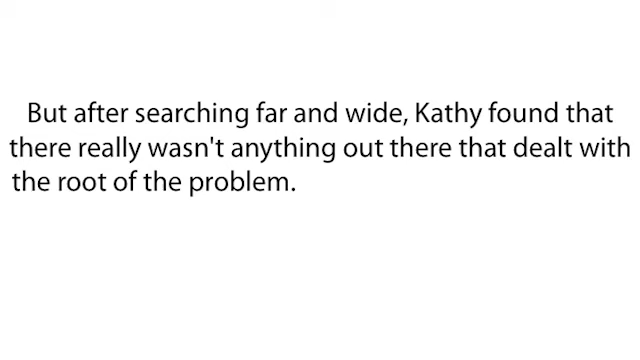 But after searching far and wide, Kathy found that
there really wasn't anything out there that dealt with
the root of the problem.